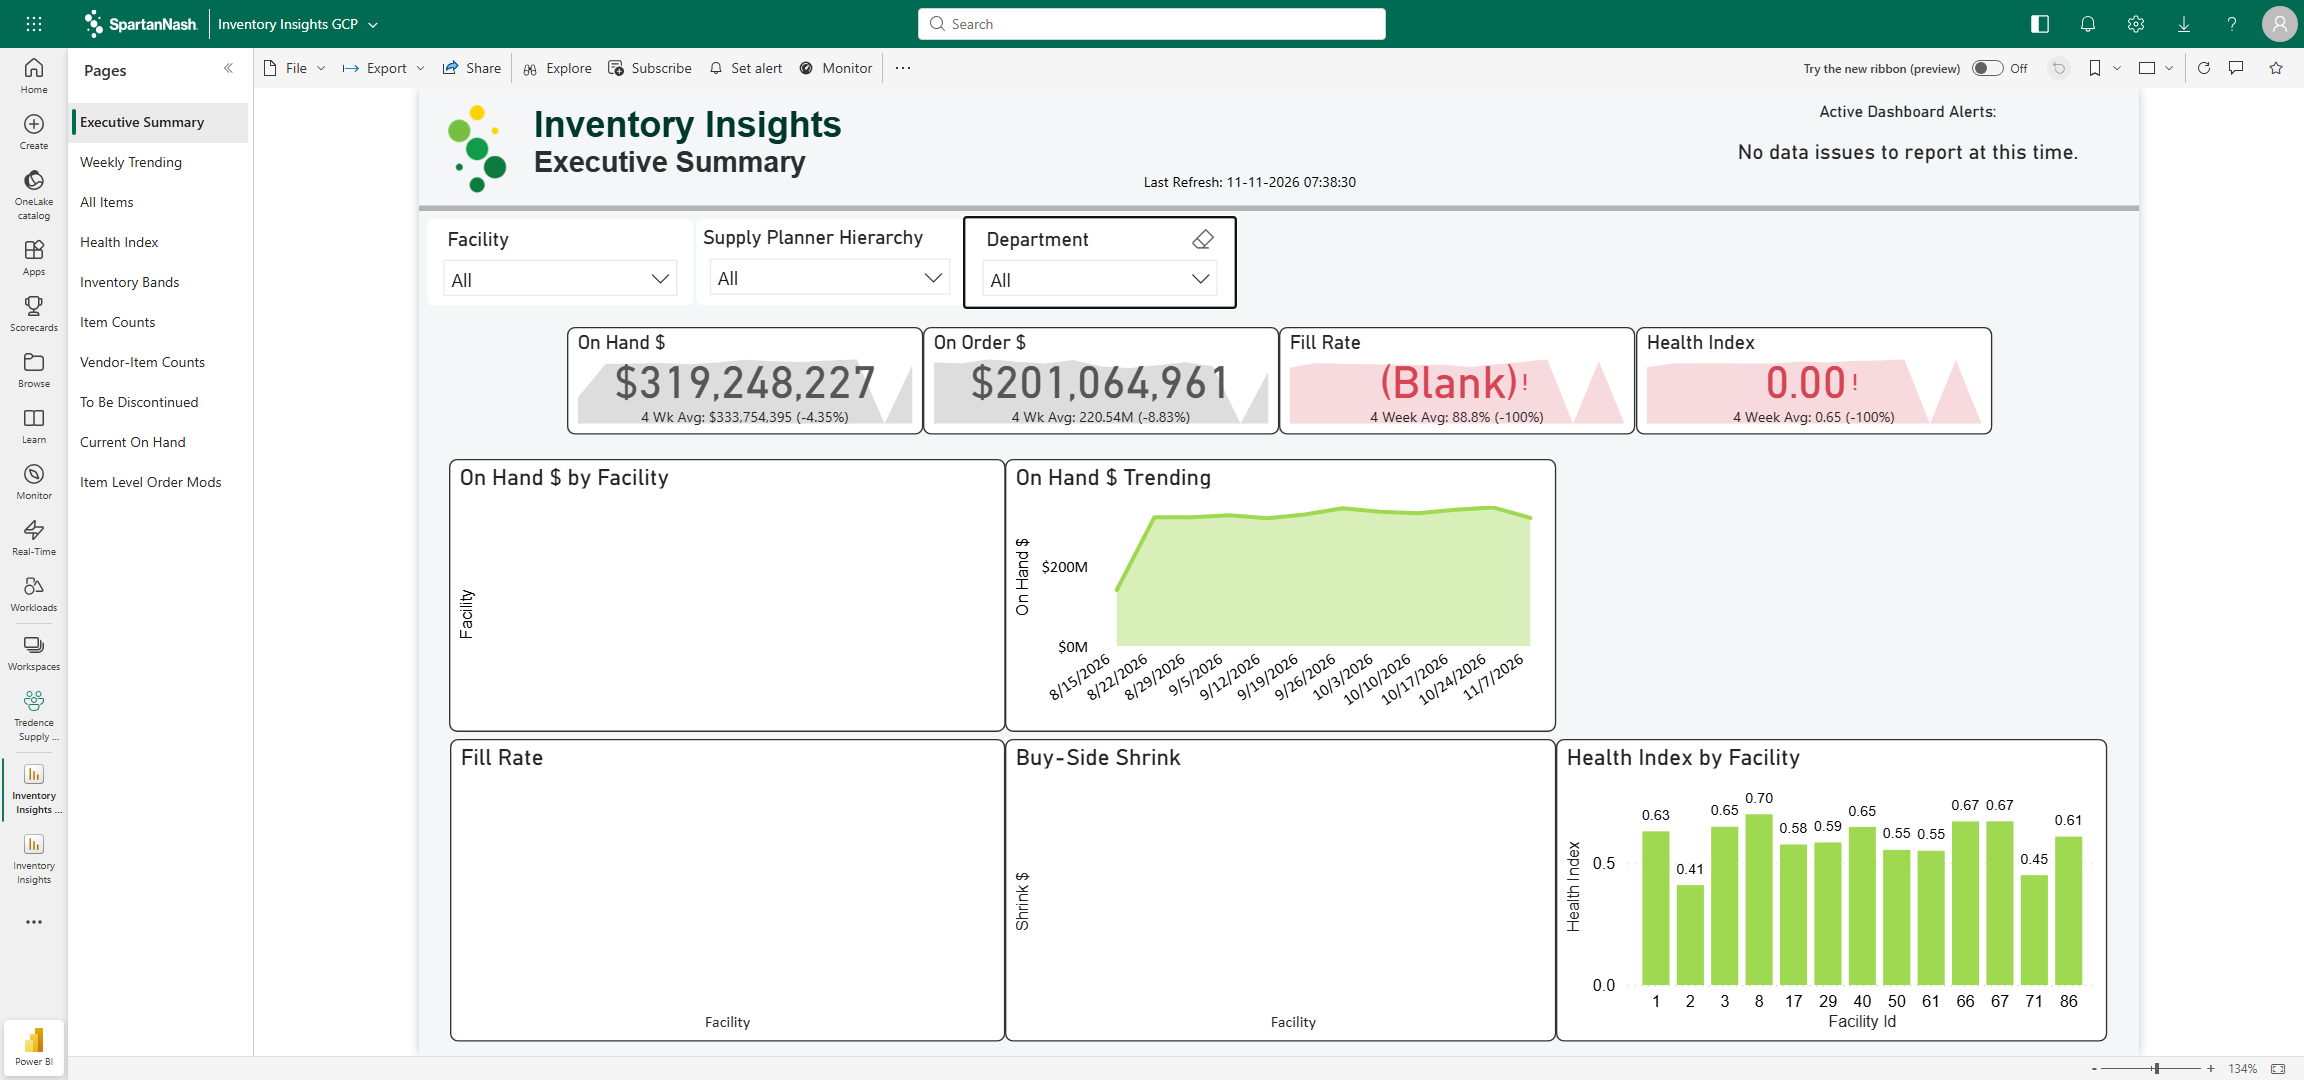 SpartanNash
Inventory Insights GCP
Search
Home
Create
OneLake
catalog
Apps
Scorecards
Browse
Learn
Monitor
Real-Time
Workloads
Workspaces
Tredence
Supply ...
Inventory
Insights ...
Inventory
Insights
Power BI
Pages
Executive Summary
Weekly Trending
All Items
Health Index
Inventory Bands
Item Counts
Vendor-Item Counts
To Be Discontinued
Current On Hand
Item Level Order Mods
File
Export
Share
Explore
Subscribe
Set alert
Monitor
Try the new ribbon (preview)
Off
Inventory Insights
Executive Summary
Last Refresh: 11-11-2026 07:38:30
Active Dashboard Alerts:
No data issues to report at this time.
Facility
All
Supply Planner Hierarchy
All
Department
All
On Hand $
$319,248,227
4 Wk Avg: $333,754,395 (-4.35%)
On Order $
$201,064,961
4 Wk Avg: 220.54M (-8.83%)
Fill Rate
(Blank)!
4 Week Avg: 88.8% (-100%)
Health Index
0.00!
4 Week Avg: 0.65 (-100%)
On Hand $ by Facility
Facility
On Hand $ Trending
On Hand $
$200M
$0M
8/15/2026
8/22/2026
8/29/2026
9/5/2026
9/12/2026
9/19/2026
9/26/2026
10/3/2026
10/10/2026
10/17/2026
10/24/2026
11/7/2026
Fill Rate
Facility
Buy-Side Shrink
Shrink $
Facility
Health Index by Facility
Health Index
0.5
0.0
0.63
0.41
0.65
0.70
0.58
0.59
0.65
0.55
0.55
0.67
0.67
0.45
0.61
1 2 3 8 17 29 40 50 61 66 67 71 86
Facility Id
- + 134%